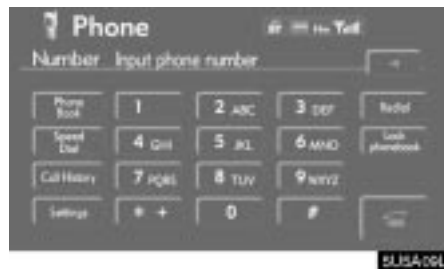 Phone
Number Input phone number
Phone Book 1 2 ABC 3 DEF Redial
Speed Dial 4 GHI 5 JKL 6 MNO Lock phonebook
Call History 7 PQRS 8 TUV 9 WXYZ
Settings * + 0 #